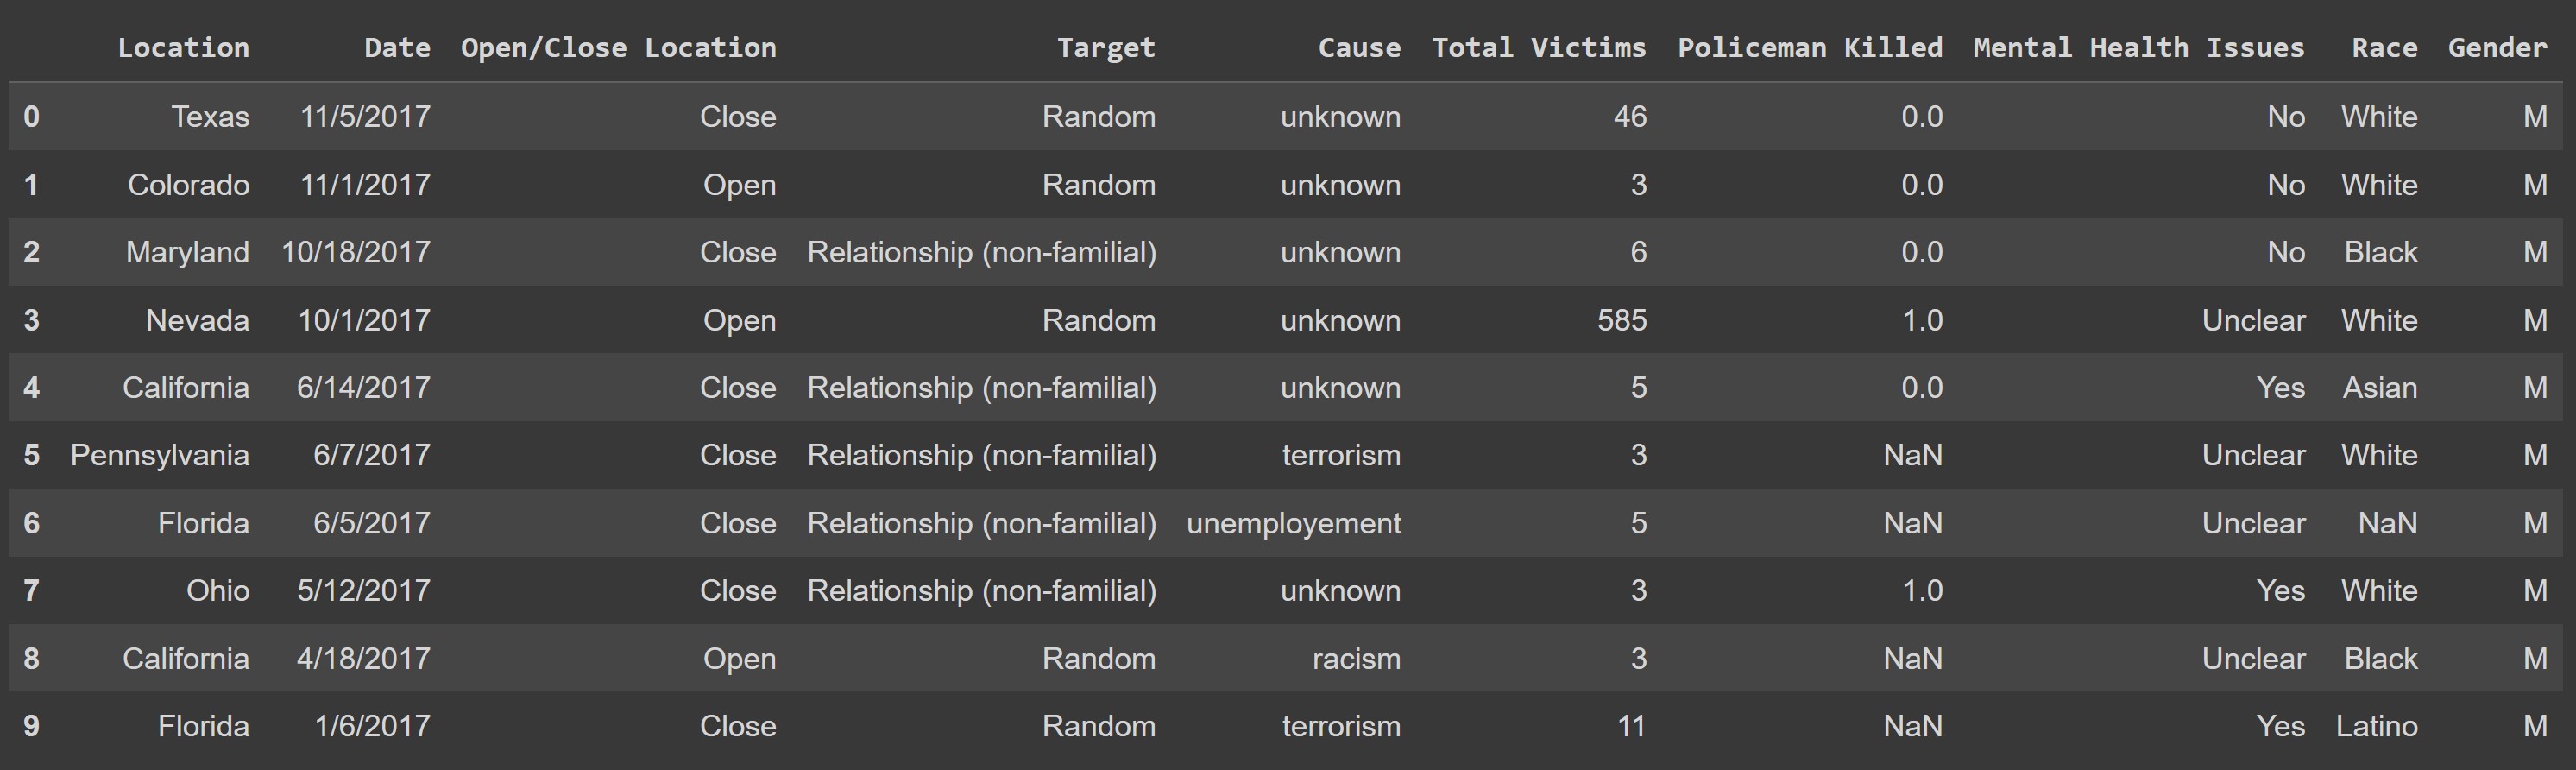 Location Date Open/Close Location Target Cause Total Victims Policeman Killed Mental Health Issues Race Gender
0 Texas 11/5/2017 Close Random unknown 46 0.0 No White M
1 Colorado 11/1/2017 Open Random unknown 3 0.0 No White M
2 Maryland 10/18/2017 Close Relationship (non-familial) unknown 6 0.0 No Black M
3 Nevada 10/1/2017 Open Random unknown 585 1.0 Unclear White M
4 California 6/14/2017 Close Relationship (non-familial) unknown 5 0.0 Yes Asian M
5 Pennsylvania 6/7/2017 Close Relationship (non-familial) terrorism 3 NaN Unclear White M
6 Florida 6/5/2017 Close Relationship (non-familial) unemployement 5 NaN Unclear NaN M
7 Ohio 5/12/2017 Close Relationship (non-familial) unknown 3 1.0 Yes White M
8 California 4/18/2017 Open Random racism 3 NaN Unclear Black M
9 Florida 1/6/2017 Close Random terrorism 11 NaN Yes Latino M